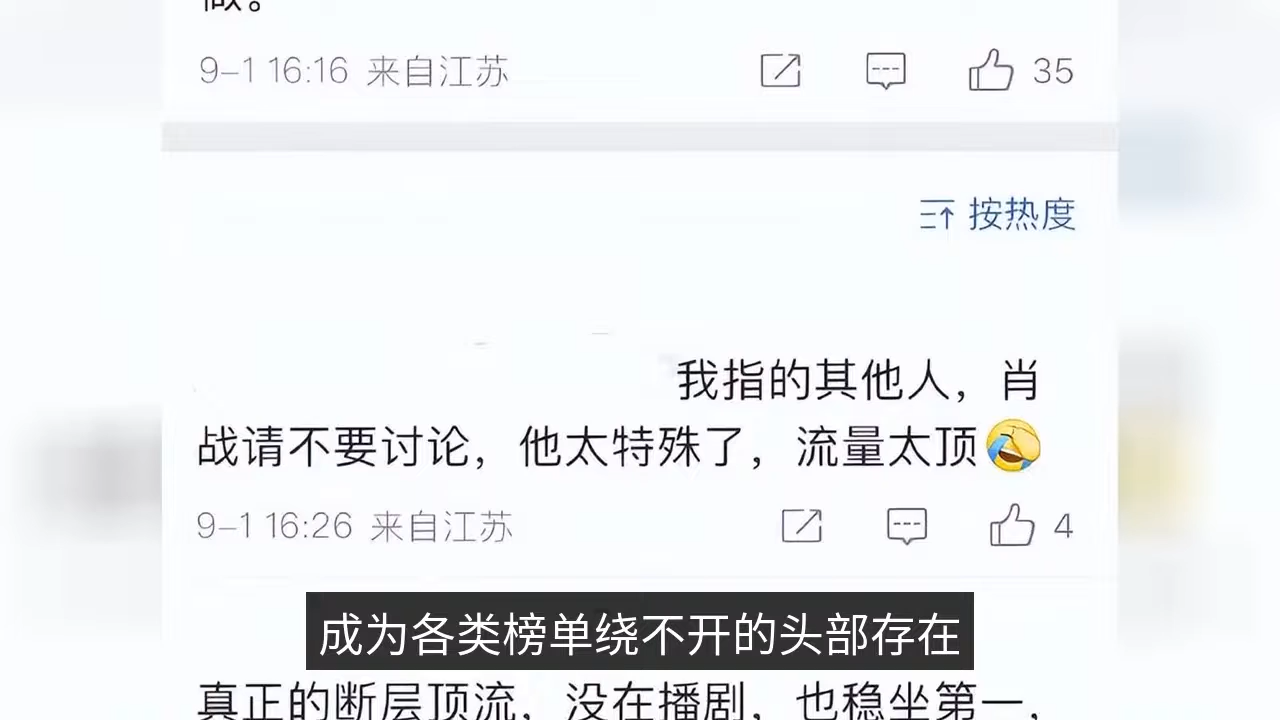 做。
9-1 16:16 来自江苏 35
按热度
我指的其他人，肖
战请不要讨论，他太特殊了，流量太顶
9-1 16:26 来自江苏 4
成为各类榜单绕不开的头部存在
真正的断层顶流，没在播剧，也稳坐第一，